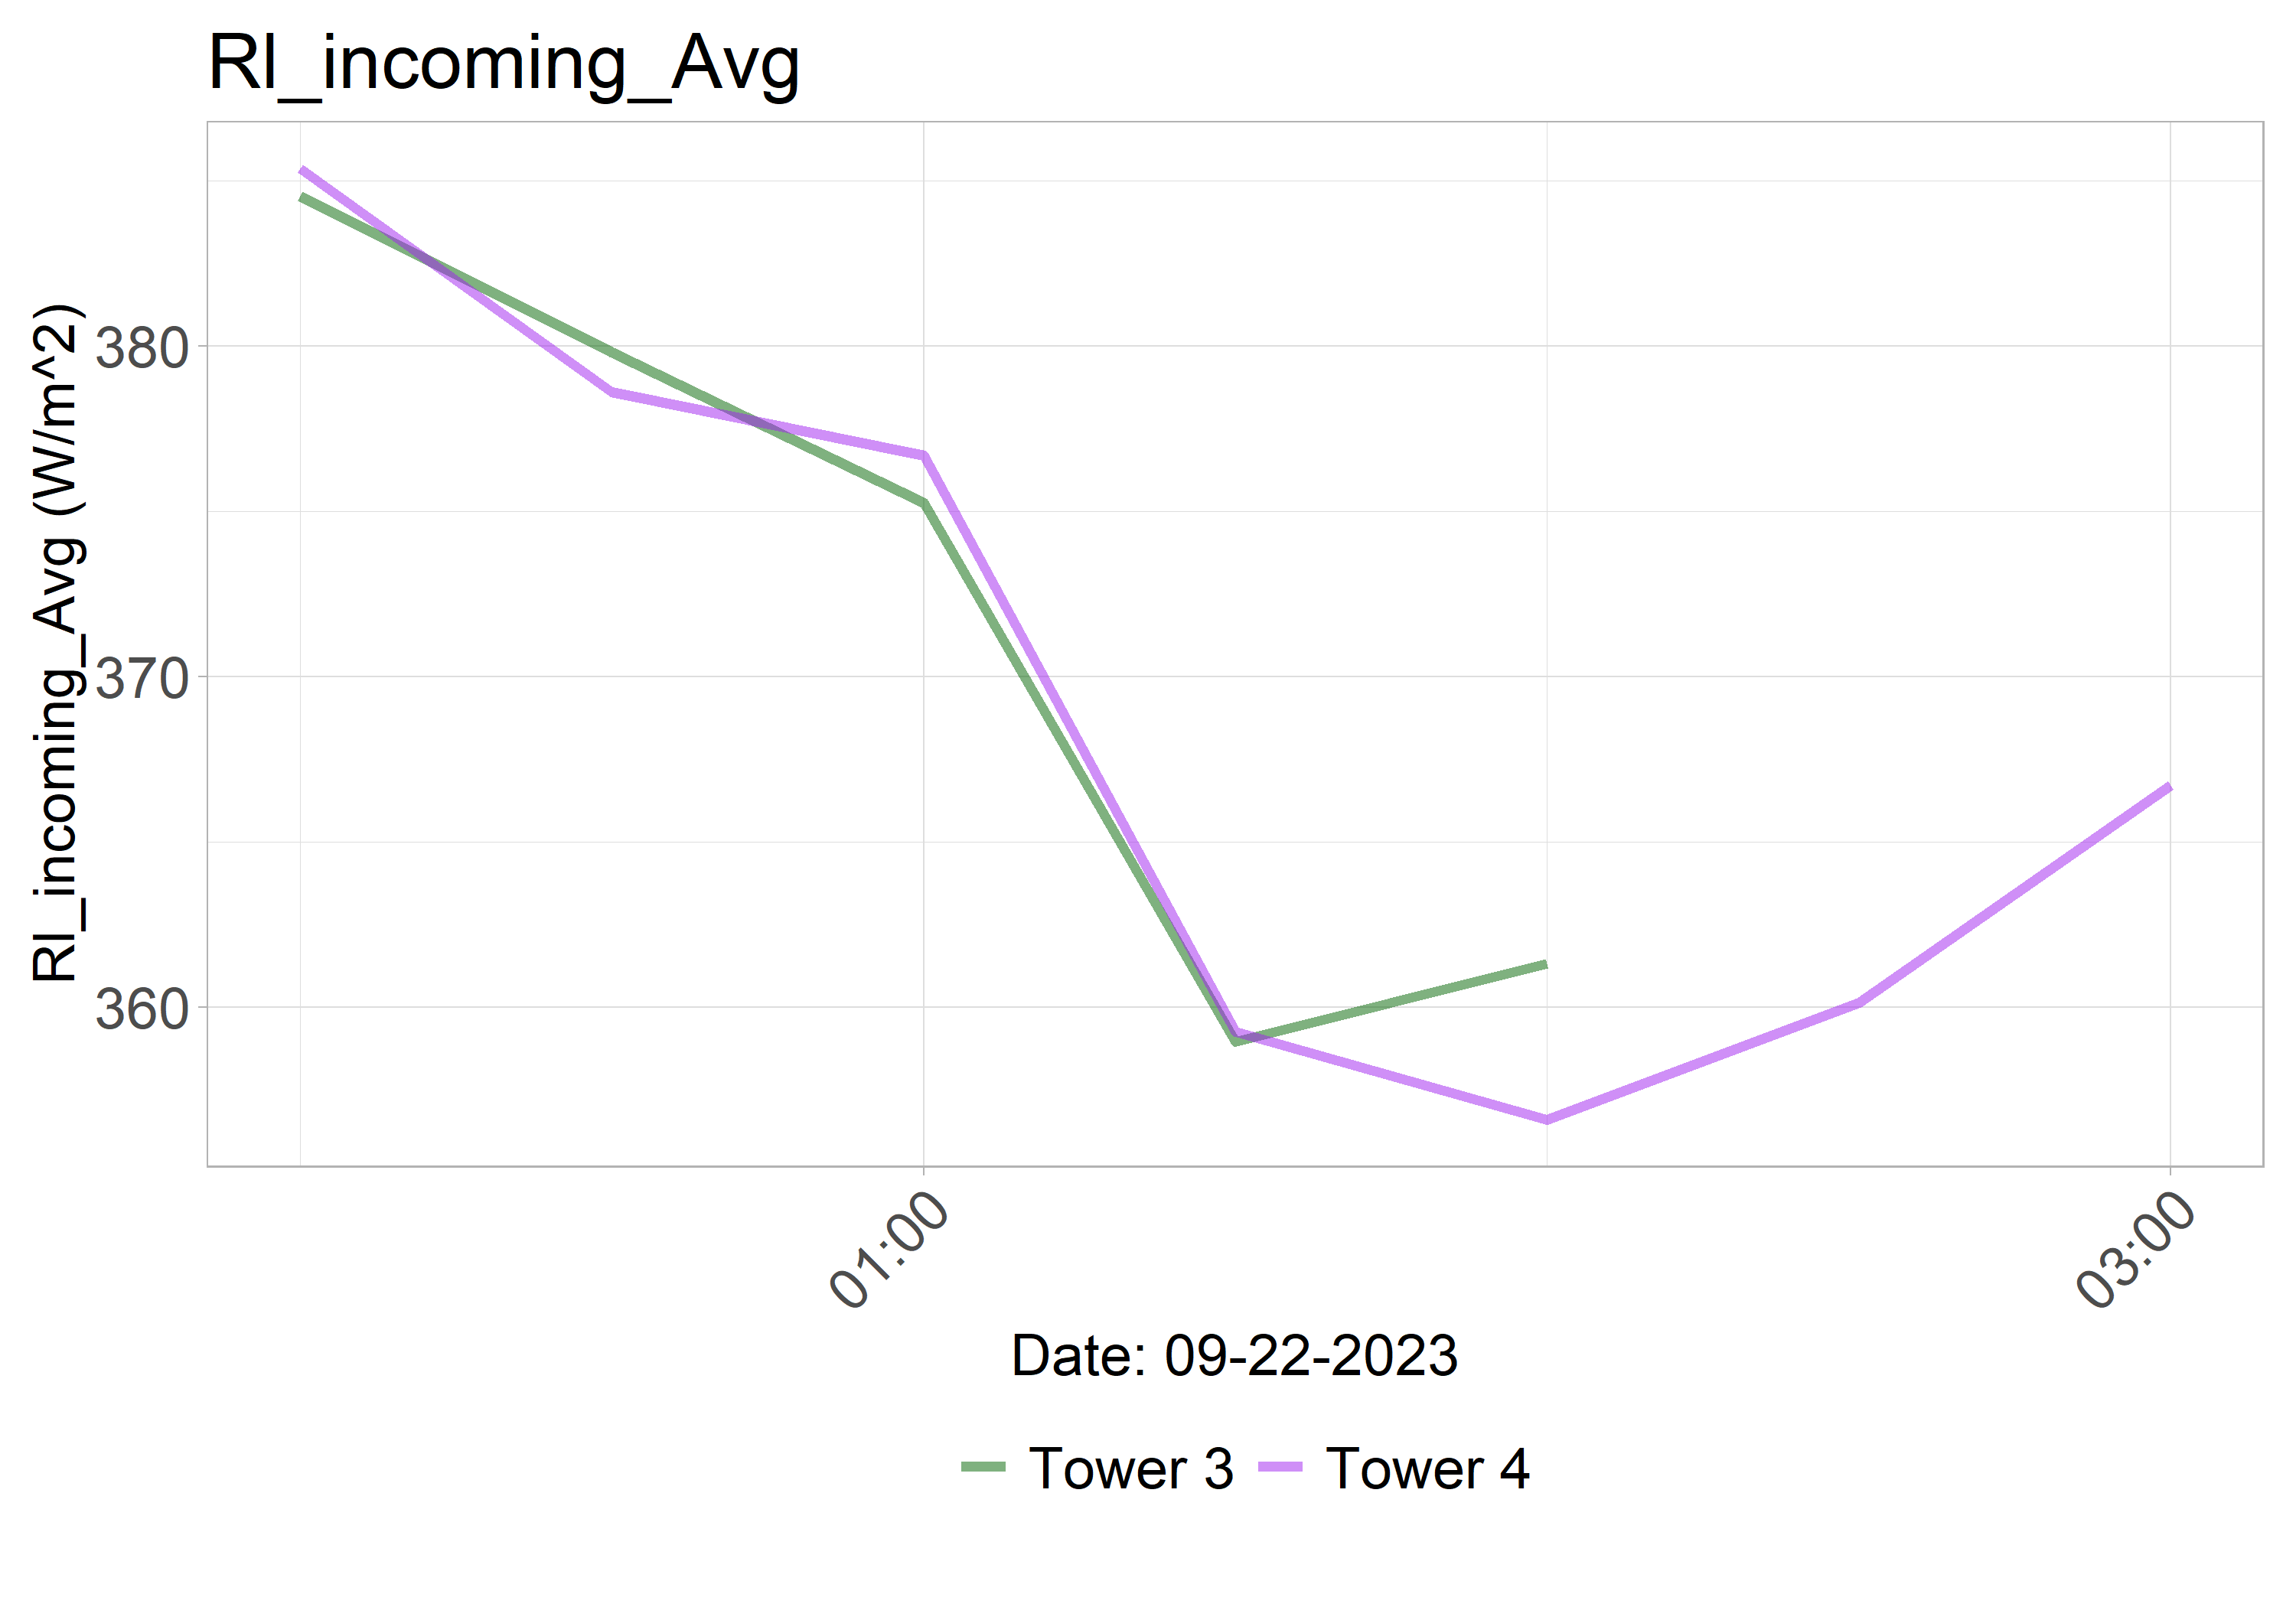 Rl_incoming_Avg
Rl_incoming_Avg (W/m^2)
380
370
360
01:00
03:00
Date: 09-22-2023
Tower 3
Tower 4